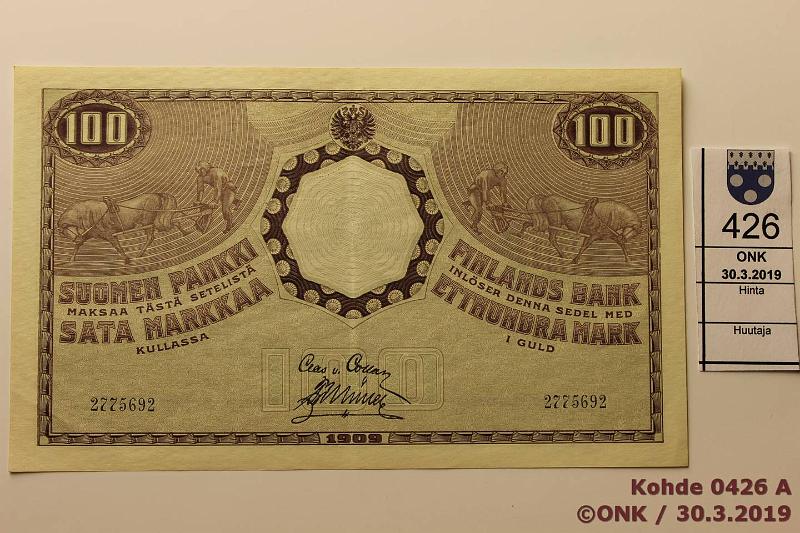 100
100
SUOMEN PANKKI
MAKSAA TÄSTÄ SETELISTÄ
SATA MARKKAA
KULLASSA
FINLANDS BANK
INLÖSER DENNA SEDEL MED
ETTHUNDRA MARK
I GULD
100
2775692
2775692
1909
426
ONK
30.3.2019
Hinta
Huutaja
Kohde 0426 A
©ONK / 30.3.2019